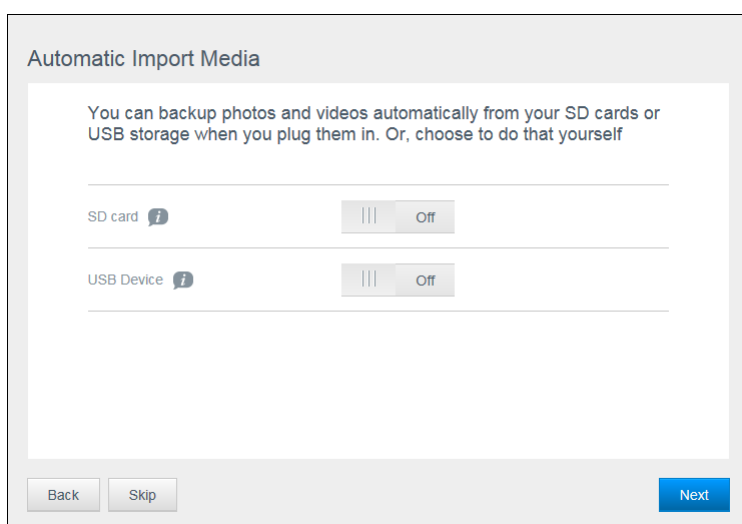 Automatic Import Media
You can backup photos and videos automatically from your SD cards or
USB storage when you plug them in. Or, choose to do that yourself
SD card i Off
USB Device i Off
Back Skip Next